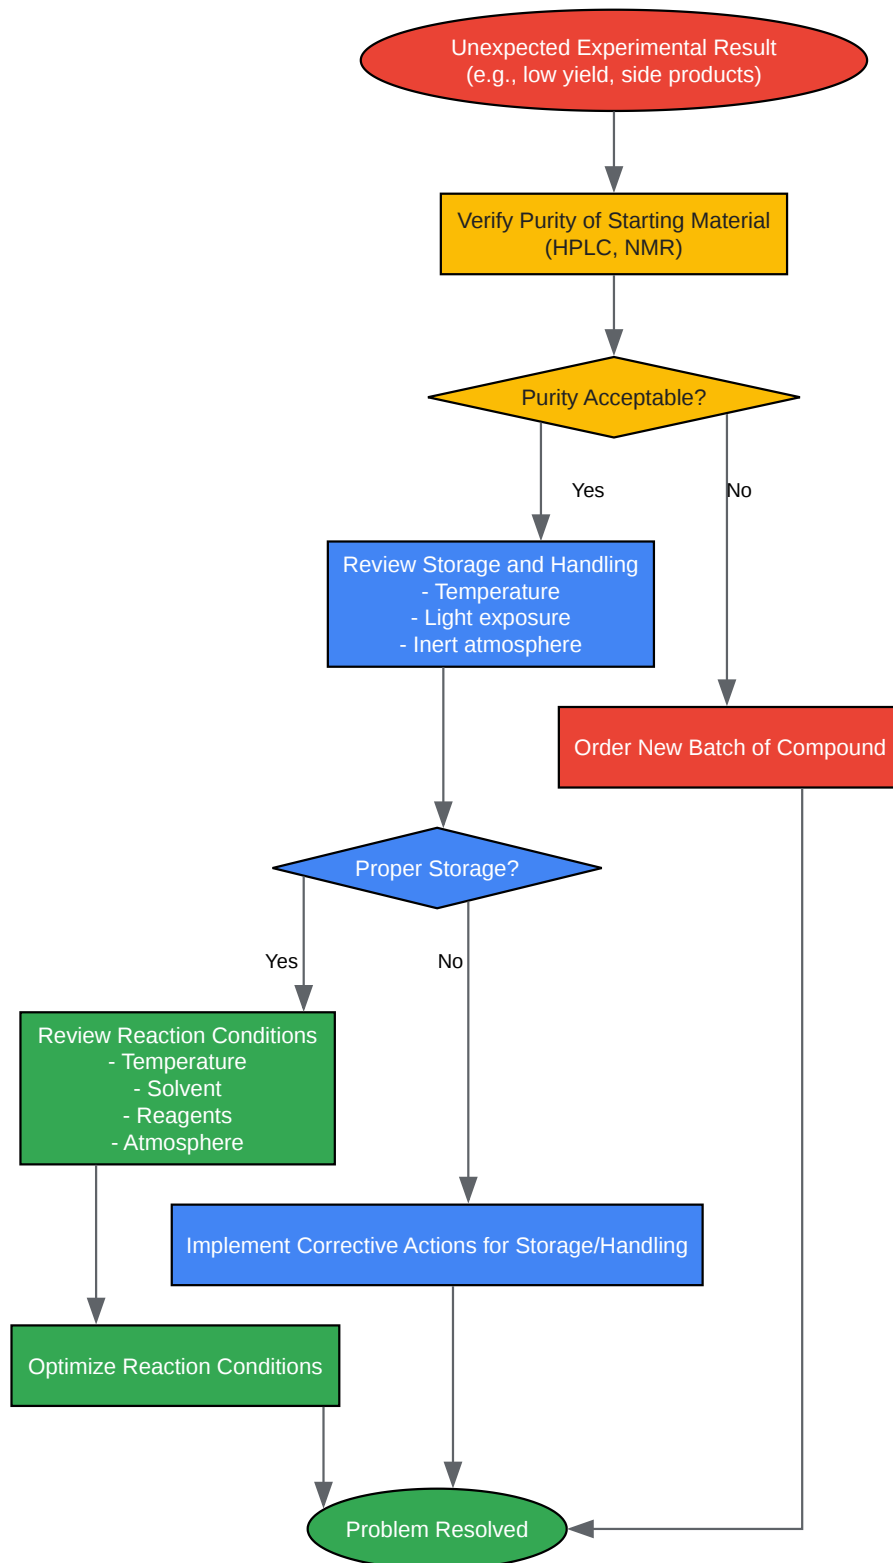 Unexpected Experimental Result
(e.g., low yield, side products)
Verify Purity of Starting Material
(HPLC, NMR)
Purity Acceptable?
Yes
No
Review Storage and Handling
- Temperature
- Light exposure
- Inert atmosphere
Order New Batch of Compound
Proper Storage?
Yes
No
Review Reaction Conditions
- Temperature
- Solvent
- Reagents
- Atmosphere
Implement Corrective Actions for Storage/Handling
Optimize Reaction Conditions
Problem Resolved